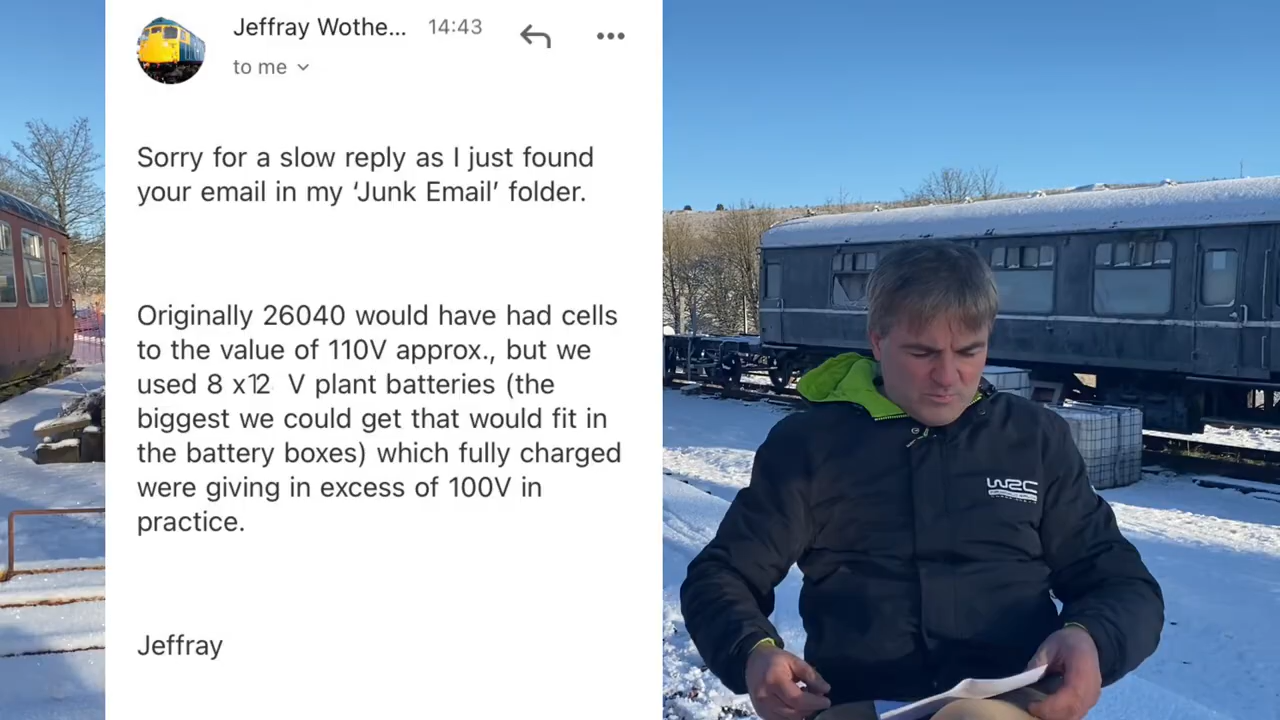 Jeffray Wothe... 14:43
to me
Sorry for a slow reply as I just found
your email in my ‘Junk Email’ folder.
Originally 26040 would have had cells
to the value of 110V approx., but we
used 8 x12 V plant batteries (the
biggest we could get that would fit in
the battery boxes) which fully charged
were giving in excess of 100V in
practice.
Jeffray
WRC